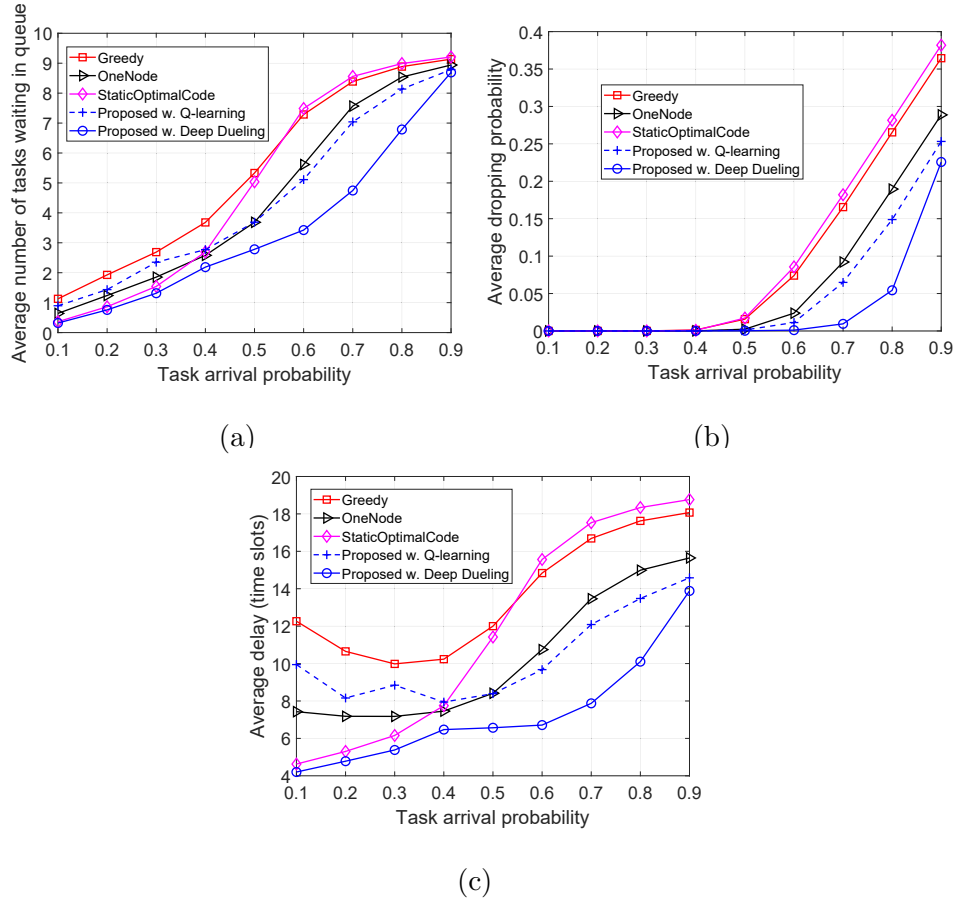 Average number of tasks waiting in queue
10
9
8
7
6
5
4
3
2
1
0
Greedy
OneNode
StaticOptimalCode
Proposed w. Q-learning
Proposed w. Deep Dueling
0.1 0.2 0.3 0.4 0.5 0.6 0.7 0.8 0.9
Task arrival probability
(a)
Average dropping probability
0.4
0.35
0.3
0.25
0.2
0.15
0.1
0.05
0
Greedy
OneNode
StaticOptimalCode
Proposed w. Q-learning
Proposed w. Deep Dueling
0.1 0.2 0.3 0.4 0.5 0.6 0.7 0.8 0.9
Task arrival probability
(b)
Average delay (time slots)
20
18
16
14
12
10
8
6
4
Greedy
OneNode
StaticOptimalCode
Proposed w. Q-learning
Proposed w. Deep Dueling
0.1 0.2 0.3 0.4 0.5 0.6 0.7 0.8 0.9
Task arrival probability
(c)